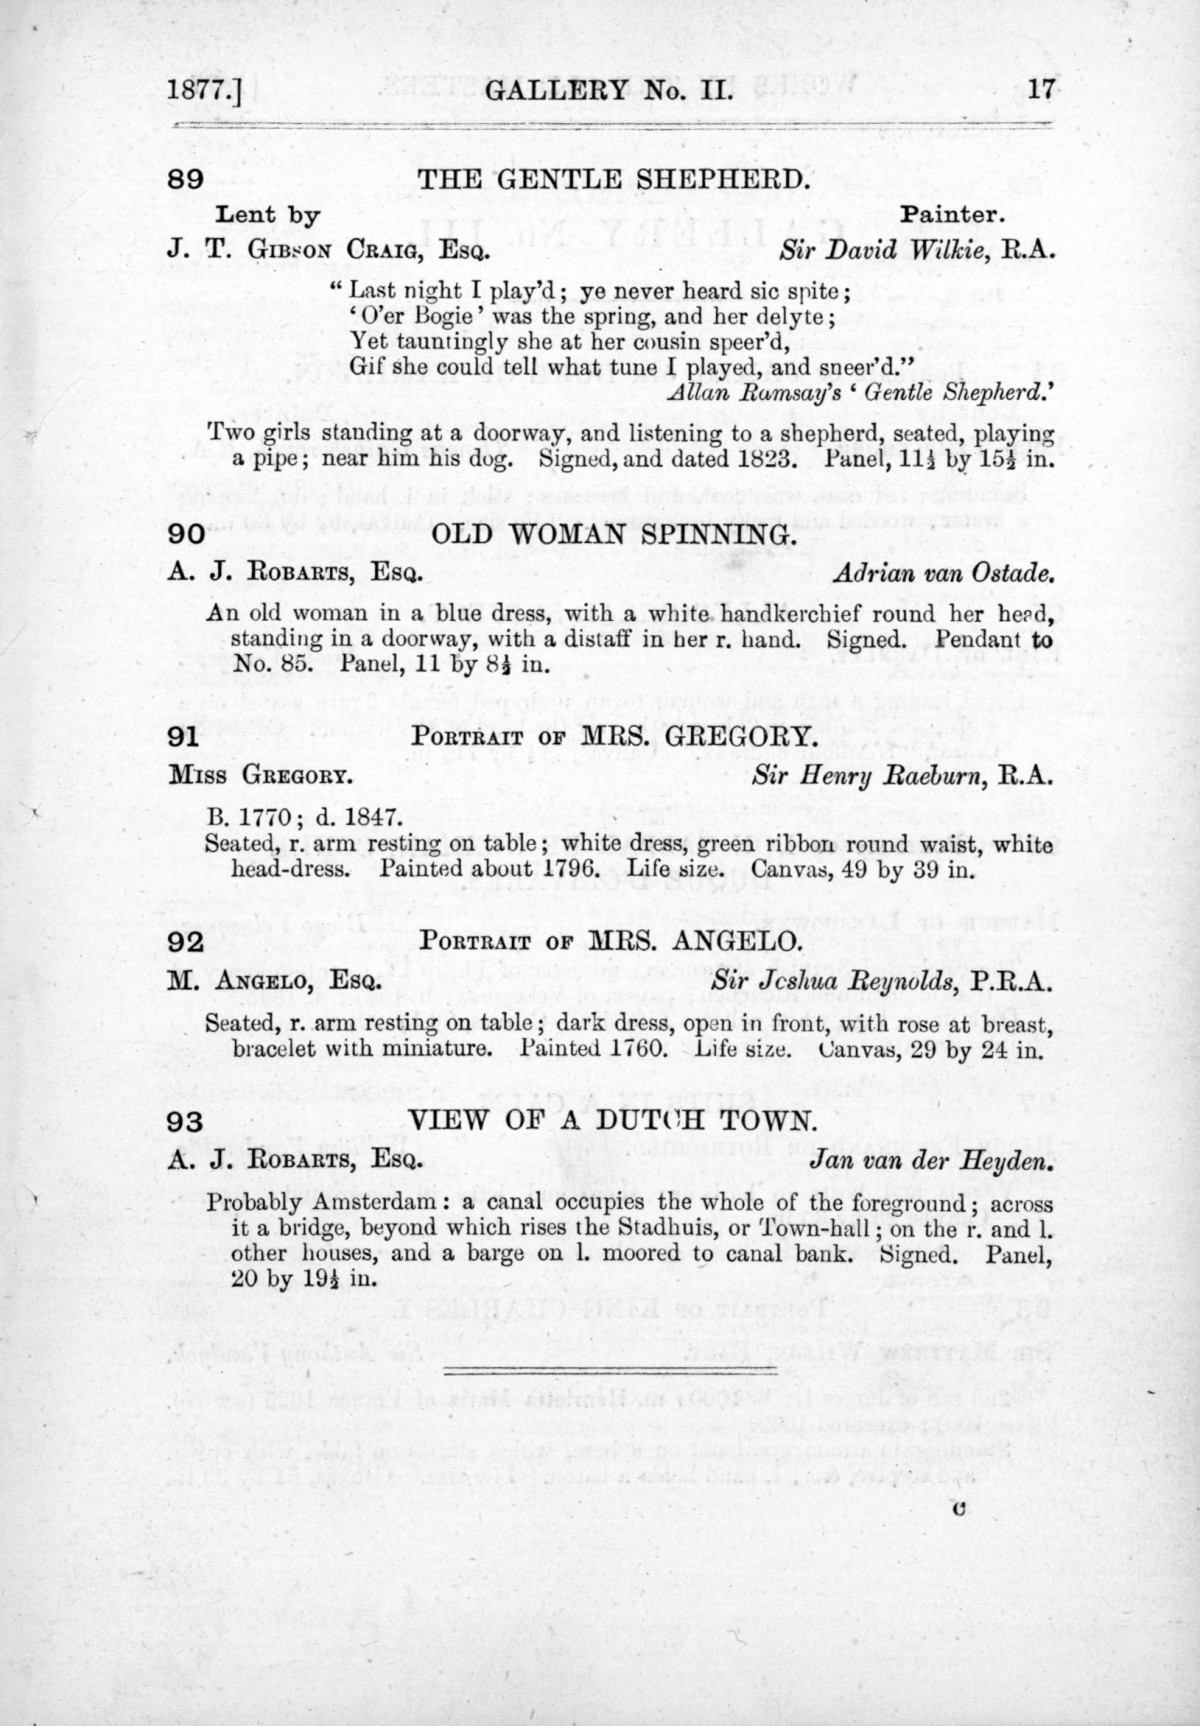 1877.] GALLERY No. II. 17
89 THE GENTLE SHEPHERD.
Lent by Painter.
J. T. GIBSON CRAIG, ESQ. Sir David Wilkie, R.A.
“ Last night I play’d; ye never heard sic spite;
‘ O’er Bogie ’ was the spring, and her delyte;
Yet tauntingly she at her cousin speer’d,
Gif she could tell what tune I played, and sneer’d.”
Allan Ramsay’s ‘ Gentle Shepherd.’
Two girls standing at a doorway, and listening to a shepherd, seated, playing
a pipe; near him his dog. Signed, and dated 1823. Panel, 11½ by 15½ in.
90 OLD WOMAN SPINNING.
A. J. ROBARTS, ESQ. Adrian van Ostade.
An old woman in a blue dress, with a white handkerchief round her head,
standing in a doorway, with a distaff in her r. hand. Signed. Pendant to
No. 85. Panel, 11 by 8½ in.
91 PORTRAIT OF MRS. GREGORY.
MISS GREGORY. Sir Henry Raeburn, R.A.
B. 1770; d. 1847.
Seated, r. arm resting on table; white dress, green ribbon round waist, white
head-dress. Painted about 1796. Life size. Canvas, 49 by 39 in.
92 PORTRAIT OF MRS. ANGELO.
M. ANGELO, ESQ. Sir Joshua Reynolds, P.R.A.
Seated, r. arm resting on table; dark dress, open in front, with rose at breast,
bracelet with miniature. Painted 1760. Life size. Canvas, 29 by 24 in.
93 VIEW OF A DUTCH TOWN.
A. J. ROBARTS, ESQ. Jan van der Heyden.
Probably Amsterdam: a canal occupies the whole of the foreground; across
it a bridge, beyond which rises the Stadhuis, or Town-hall; on the r. and l.
other houses, and a barge on l. moored to canal bank. Signed. Panel,
20 by 19½ in.
C